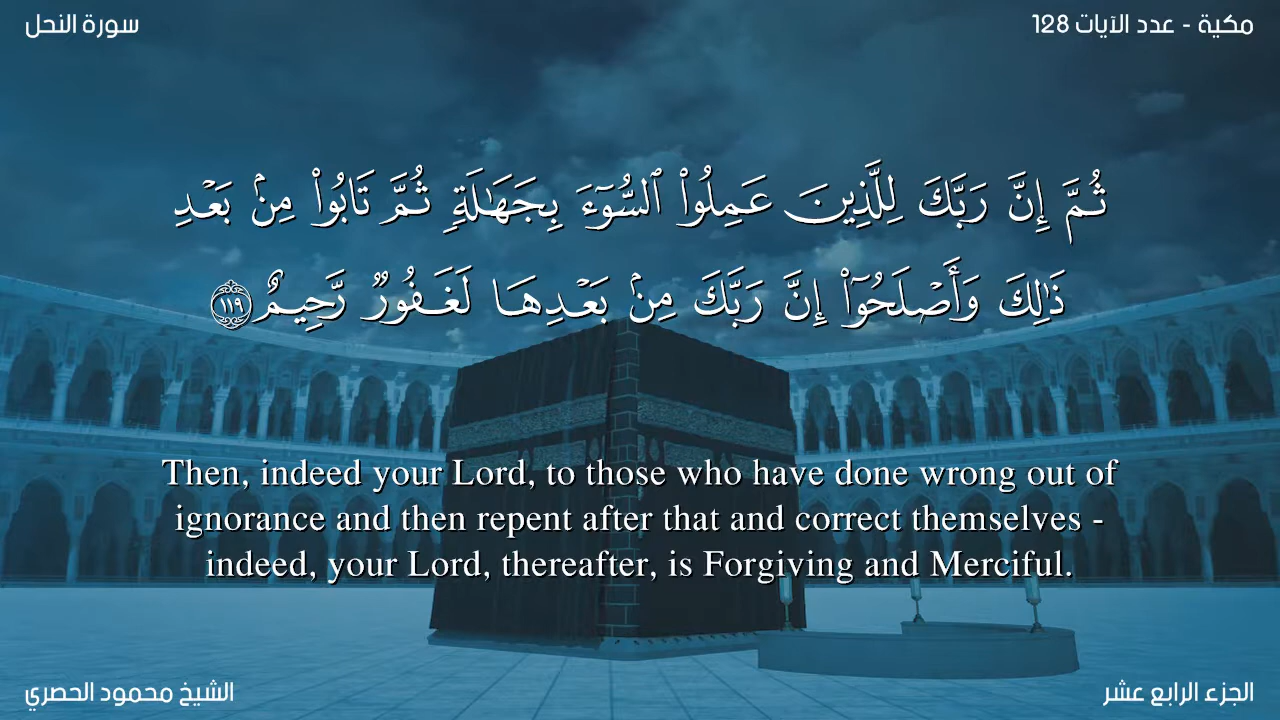 سورة النحل
مكية - عدد الآيات 128
ثُمَّ إِنَّ رَبَّكَ لِلَّذِينَ عَمِلُوا۟ ٱلسُّوٓءَ بِجَهَـٰلَةٍۢ ثُمَّ تَابُوا۟ مِنۢ بَعْدِ
ذَٰلِكَ وَأَصْلَحُوٓا۟ إِنَّ رَبَّكَ مِنۢ بَعْدِهَا لَغَفُورٌۭ رَّحِيمٌ ١١٩
Then, indeed your Lord, to those who have done wrong out of
ignorance and then repent after that and correct themselves -
indeed, your Lord, thereafter, is Forgiving and Merciful.
الشيخ محمود الحصري
الجزء الرابع عشر